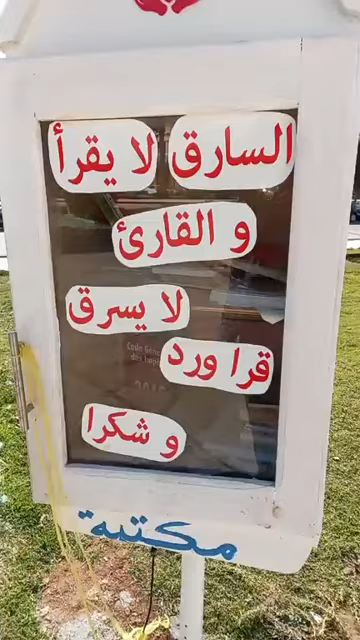 السارق لا يقرأ
و القارئ
لا يسرق
قرا ورد
و شكرا
مكتبة